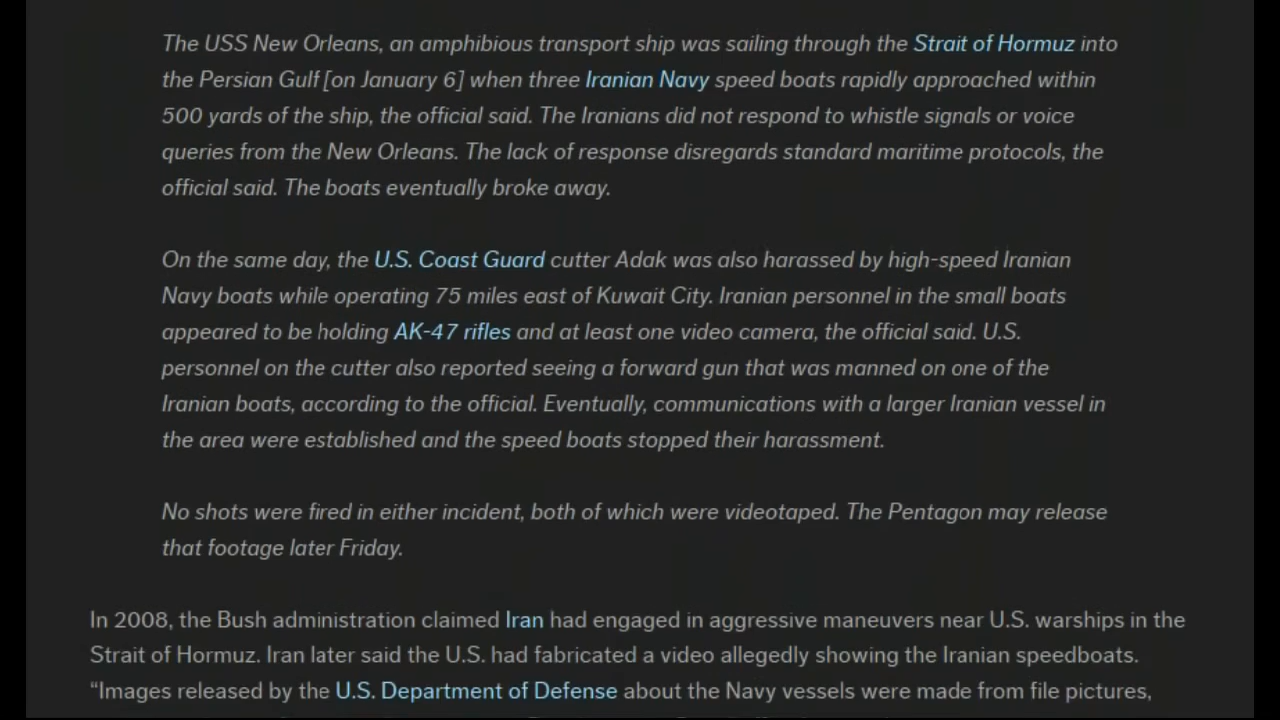 The USS New Orleans, an amphibious transport ship was sailing through the Strait of Hormuz into
the Persian Gulf [on January 6] when three Iranian Navy speed boats rapidly approached within
500 yards of the ship, the official said. The Iranians did not respond to whistle signals or voice
queries from the New Orleans. The lack of response disregards standard maritime protocols, the
official said. The boats eventually broke away.
On the same day, the U.S. Coast Guard cutter Adak was also harassed by high-speed Iranian
Navy boats while operating 75 miles east of Kuwait City. Iranian personnel in the small boats
appeared to be holding AK-47 rifles and at least one video camera, the official said. U.S.
personnel on the cutter also reported seeing a forward gun that was manned on one of the
Iranian boats, according to the official. Eventually, communications with a larger Iranian vessel in
the area were established and the speed boats stopped their harassment.
No shots were fired in either incident, both of which were videotaped. The Pentagon may release
that footage later Friday.
In 2008, the Bush administration claimed Iran had engaged in aggressive maneuvers near U.S. warships in the
Strait of Hormuz. Iran later said the U.S. had fabricated a video allegedly showing the Iranian speedboats.
“Images released by the U.S. Department of Defense about the Navy vessels were made from file pictures,